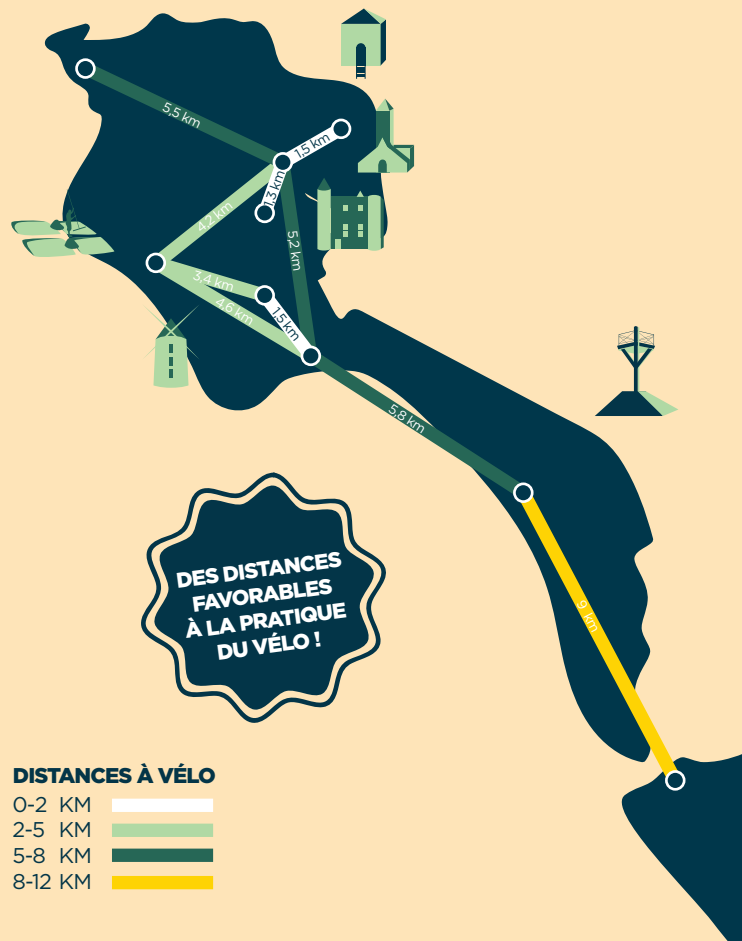 5,5 km
1,5 km
1,3 km
4,2 km
5,2 km
3,4 km
4,6 km
1,5 km
5,8 km
9 km
DES DISTANCES
FAVORABLES
À LA PRATIQUE
DU VÉLO !
DISTANCES À VÉLO
0-2 KM
2-5 KM
5-8 KM
8-12 KM